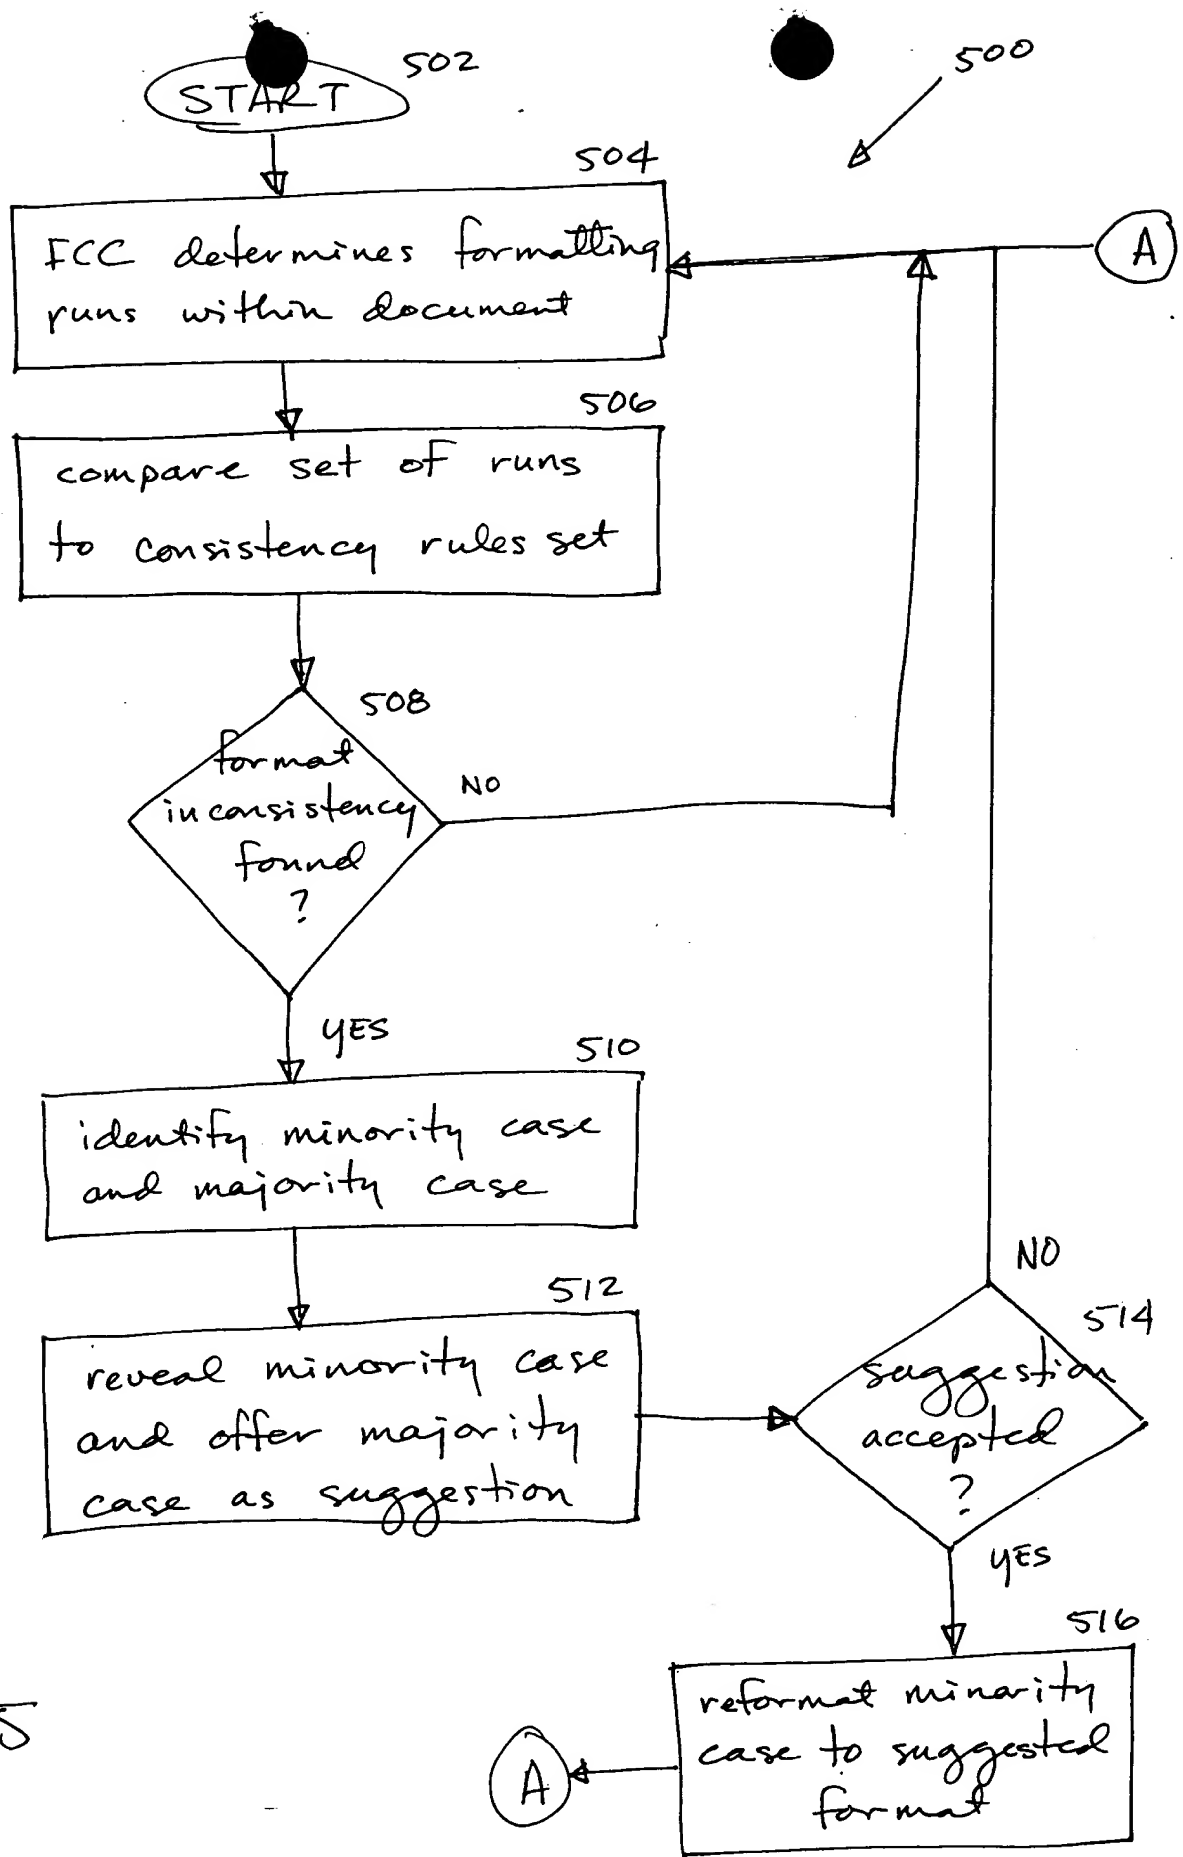 502
START
500
504
FCC determines formatting
runs within document
A
506
compare set of runs
to consistency rules set
508
format
inconsistency
found
?
NO
YES
510
identify minority case
and majority case
512
reveal minority case
and offer majority
case as suggestion
NO
514
suggestion
accepted
?
YES
516
reformat minority
case to suggested
format
A
5